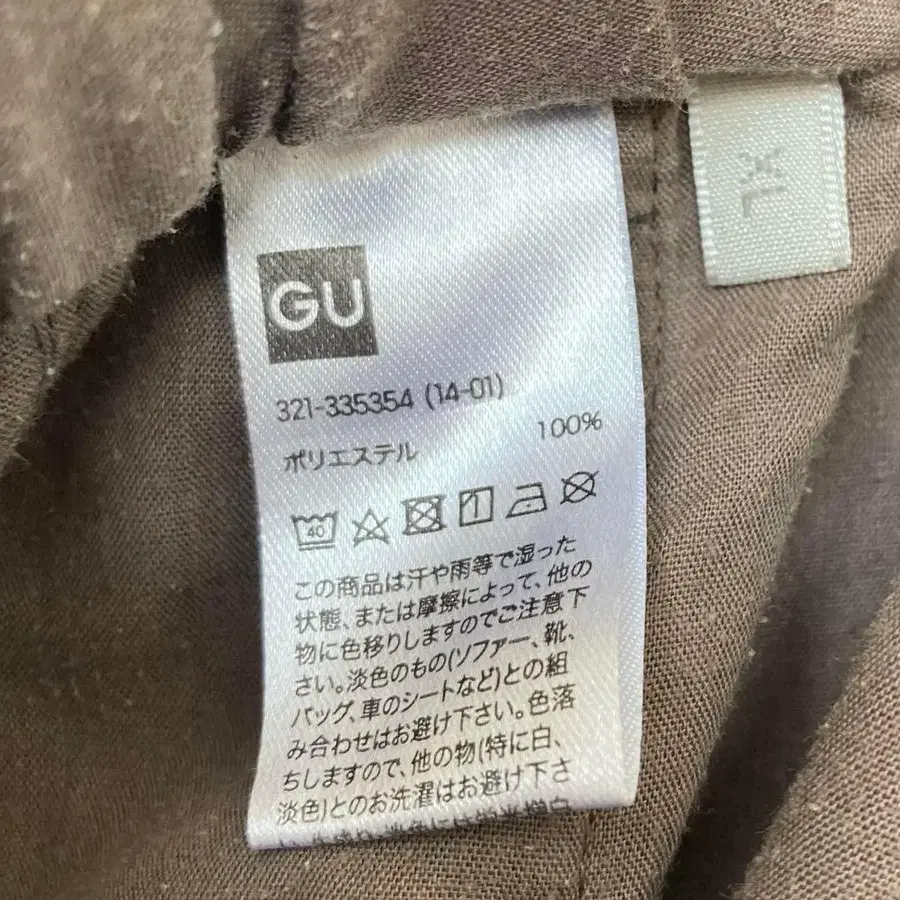 XL
GU
321-335354 (14-01)
ポリエステル 100%
40
この商品は汗や雨等で湿った
状態、または摩擦によって、他の
物に色移りしますのでご注意下
さい。淡色のもの(ソファー、靴、
バッグ、車のシートなど)との組
み合わせはお避け下さい。色落
ちしますので、他の物(特に白、
淡色)とのお洗濯はお避け下さ